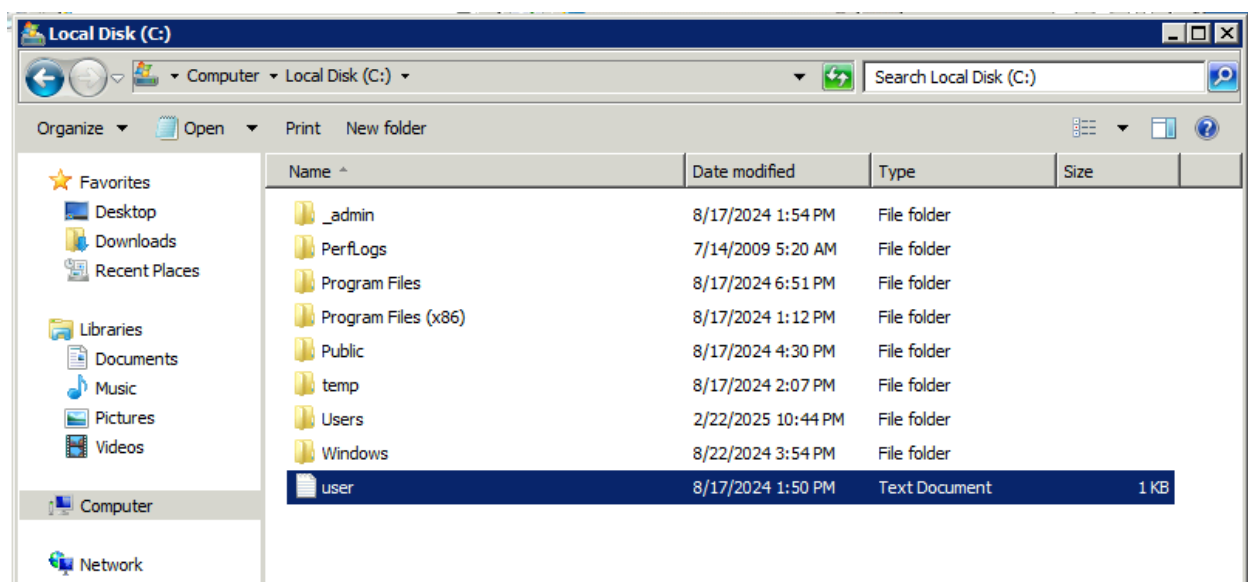 Local Disk (C:)
Computer Local Disk (C:) Search Local Disk (C:)
Organize Open Print New folder
Name Date modified Type Size
Favorites
Desktop
Downloads
Recent Places
Libraries
Documents
Music
Pictures
Videos
Computer
Network
_admin 8/17/2024 1:54 PM File folder
PerfLogs 7/14/2009 5:20 AM File folder
Program Files 8/17/2024 6:51 PM File folder
Program Files (x86) 8/17/2024 1:12 PM File folder
Public 8/17/2024 4:30 PM File folder
temp 8/17/2024 2:07 PM File folder
Users 2/22/2025 10:44 PM File folder
Windows 8/22/2024 3:54 PM File folder
user 8/17/2024 1:50 PM Text Document 1 KB